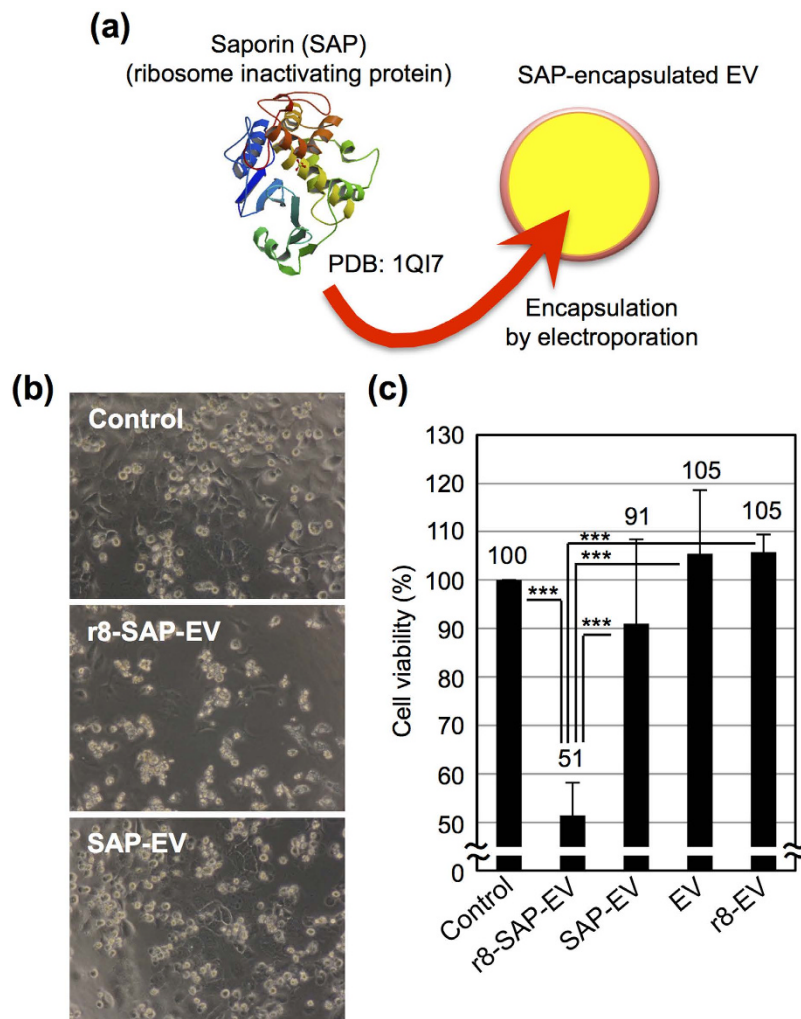 (a)
Saporin (SAP)
(ribosome inactivating protein)
SAP-encapsulated EV
PDB: 1QI7
Encapsulation
by electroporation
(b)
Control
r8-SAP-EV
SAP-EV
(c)
Cell viability (%)
130
120
110
100
90
80
70
60
50
0
100
51
91
105
105
***
***
***
***
Control
r8-SAP-EV
SAP-EV
EV
r8-EV